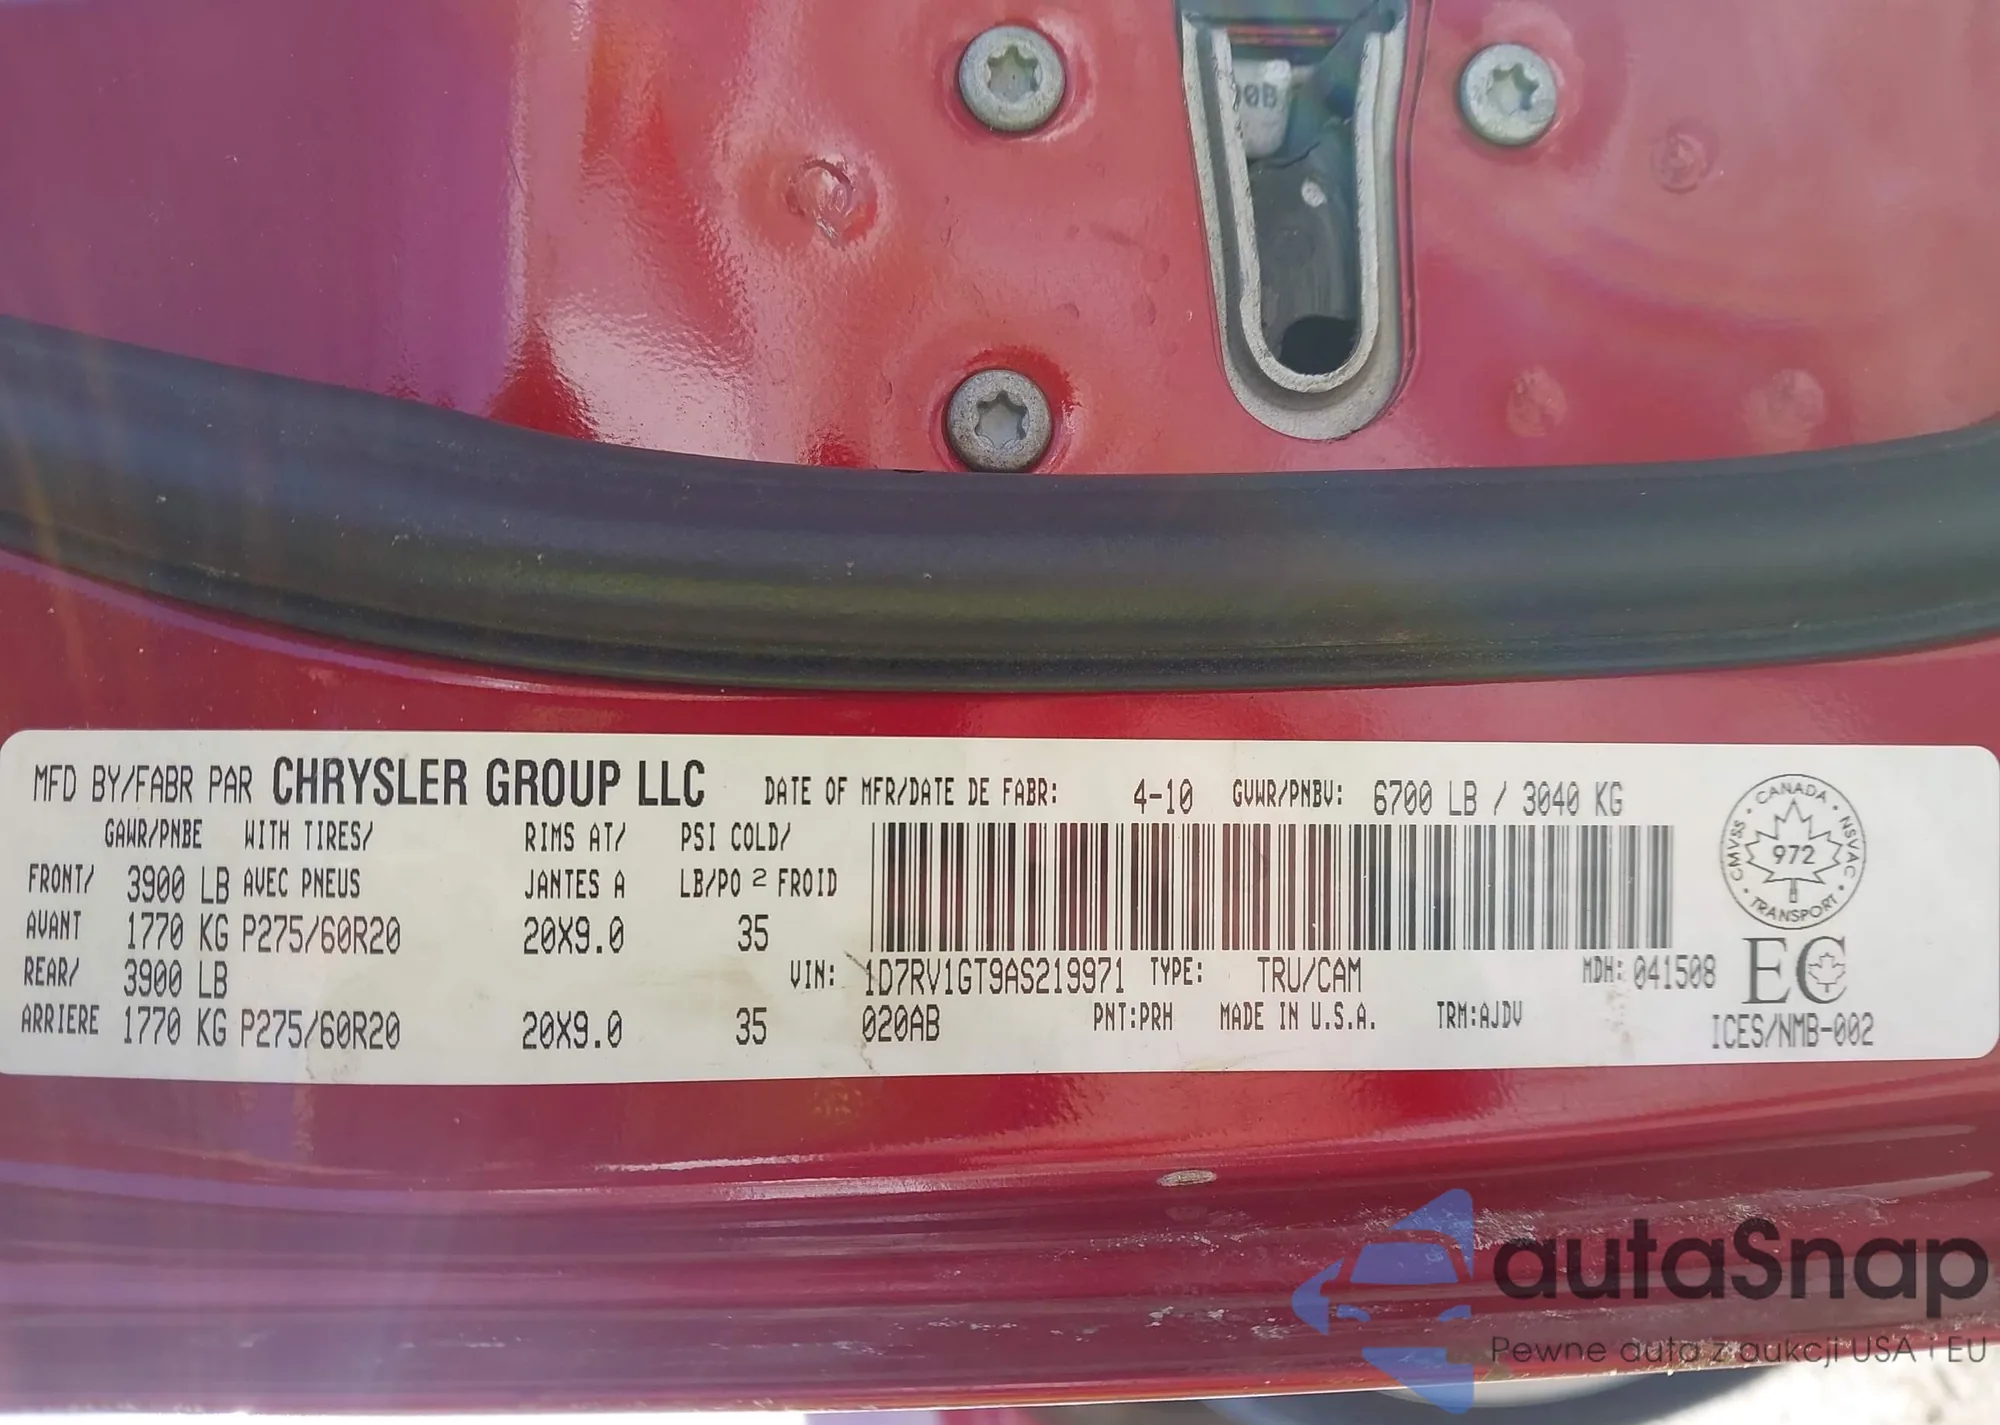 00B
MFD BY/FABR PAR CHRYSLER GROUP LLC DATE OF MFR/DATE DE FABR: 4-10 GVWR/PNBV: 6700 LB / 3040 KG
GAWR/PNBE WITH TIRES/ RIMS AT/ PSI COLD/
FRONT/ 3900 LB AVEC PNEUS JANTES A LB/PO 2 FROID
AVANT 1770 KG P275/60R20 20X9.0 35
REAR/ 3900 LB VIN: 1D7RV1GT9AS219971 TYPE: TRU/CAM MDH: 041508
ARRIERE 1770 KG P275/60R20 20X9.0 35 020AB PNT:PRH MADE IN U.S.A. TRM:AJDV
CANADA • NSVAC • TRANSPORT • CMVSS •
972
EC
ICES/NMB-002
autaSnap
Pewne auta z aukcji USA i EU